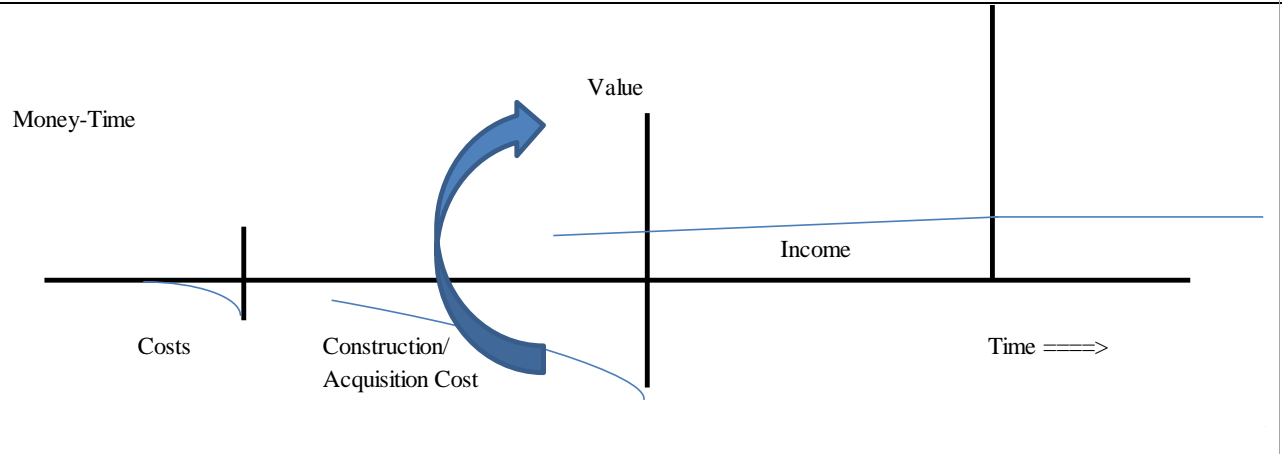 Value
Money-Time
Income
Costs
Construction/
Acquisition Cost
Time ====>